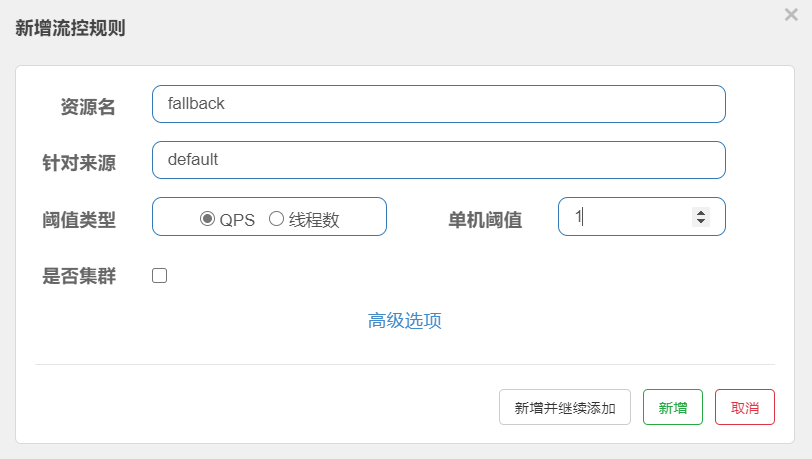 新增流控规则
资源名 fallback
针对来源 default
阈值类型 QPS 线程数 单机阈值 1
是否集群
高级选项
新增并继续添加 新增 取消